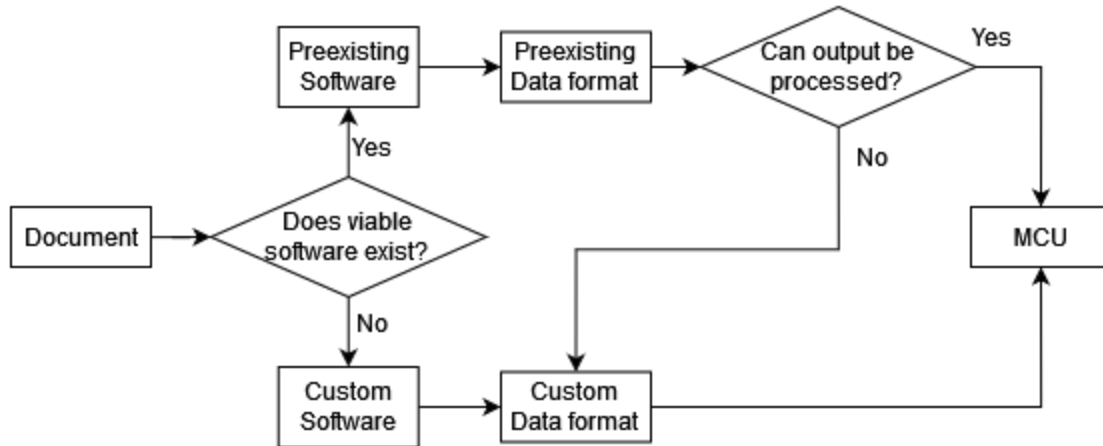 Preexisting
Software
Preexisting
Data format
Can output be
processed?
Yes
Yes
No
Document
Does viable
software exist?
MCU
No
Custom
Software
Custom
Data format